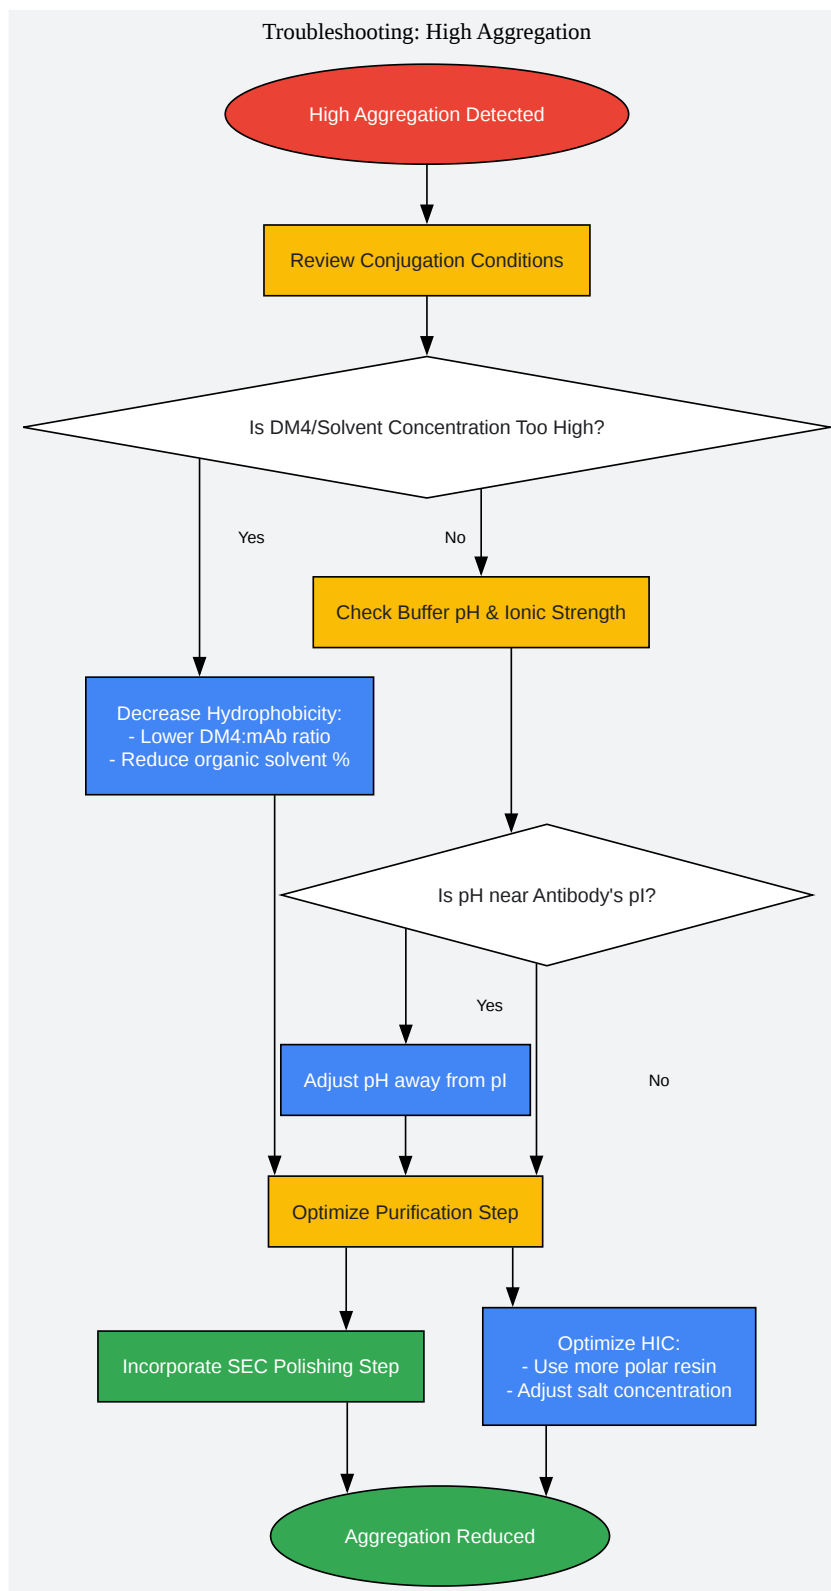 Troubleshooting: High Aggregation
High Aggregation Detected
Review Conjugation Conditions
Is DM4/Solvent Concentration Too High?
Yes
No
Check Buffer pH & Ionic Strength
Decrease Hydrophobicity:
- Lower DM4:mAb ratio
- Reduce organic solvent %
Is pH near Antibody's pI?
Yes
Adjust pH away from pI
No
Optimize Purification Step
Incorporate SEC Polishing Step
Optimize HIC:
- Use more polar resin
- Adjust salt concentration
Aggregation Reduced